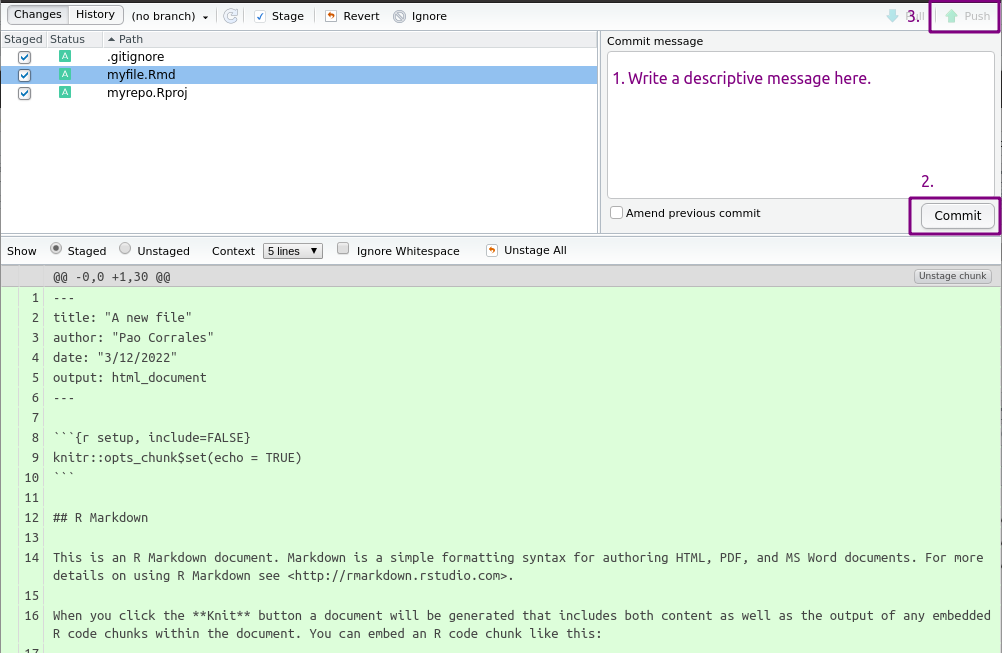 Changes History (no branch) Stage Revert Ignore 3. Push
Staged Status Path
A .gitignore
A myfile.Rmd
A myrepo.Rproj
Commit message
1. Write a descriptive message here.
2.
Amend previous commit Commit
Show Staged Unstaged Context 5 lines Ignore Whitespace Unstage All
@@ -0,0 +1,30 @@ Unstage chunk
1 ---
2 title: "A new file"
3 author: "Pao Corrales"
4 date: "3/12/2022"
5 output: html_document
6 ---
7
8 ```{r setup, include=FALSE}
9 knitr::opts_chunk$set(echo = TRUE)
10 ```
11
12 ## R Markdown
13
14 This is an R Markdown document. Markdown is a simple formatting syntax for authoring HTML, PDF, and MS Word documents. For more
details on using R Markdown see <http://rmarkdown.rstudio.com>.
15
16 When you click the **Knit** button a document will be generated that includes both content as well as the output of any embedded
R code chunks within the document. You can embed an R code chunk like this:
17